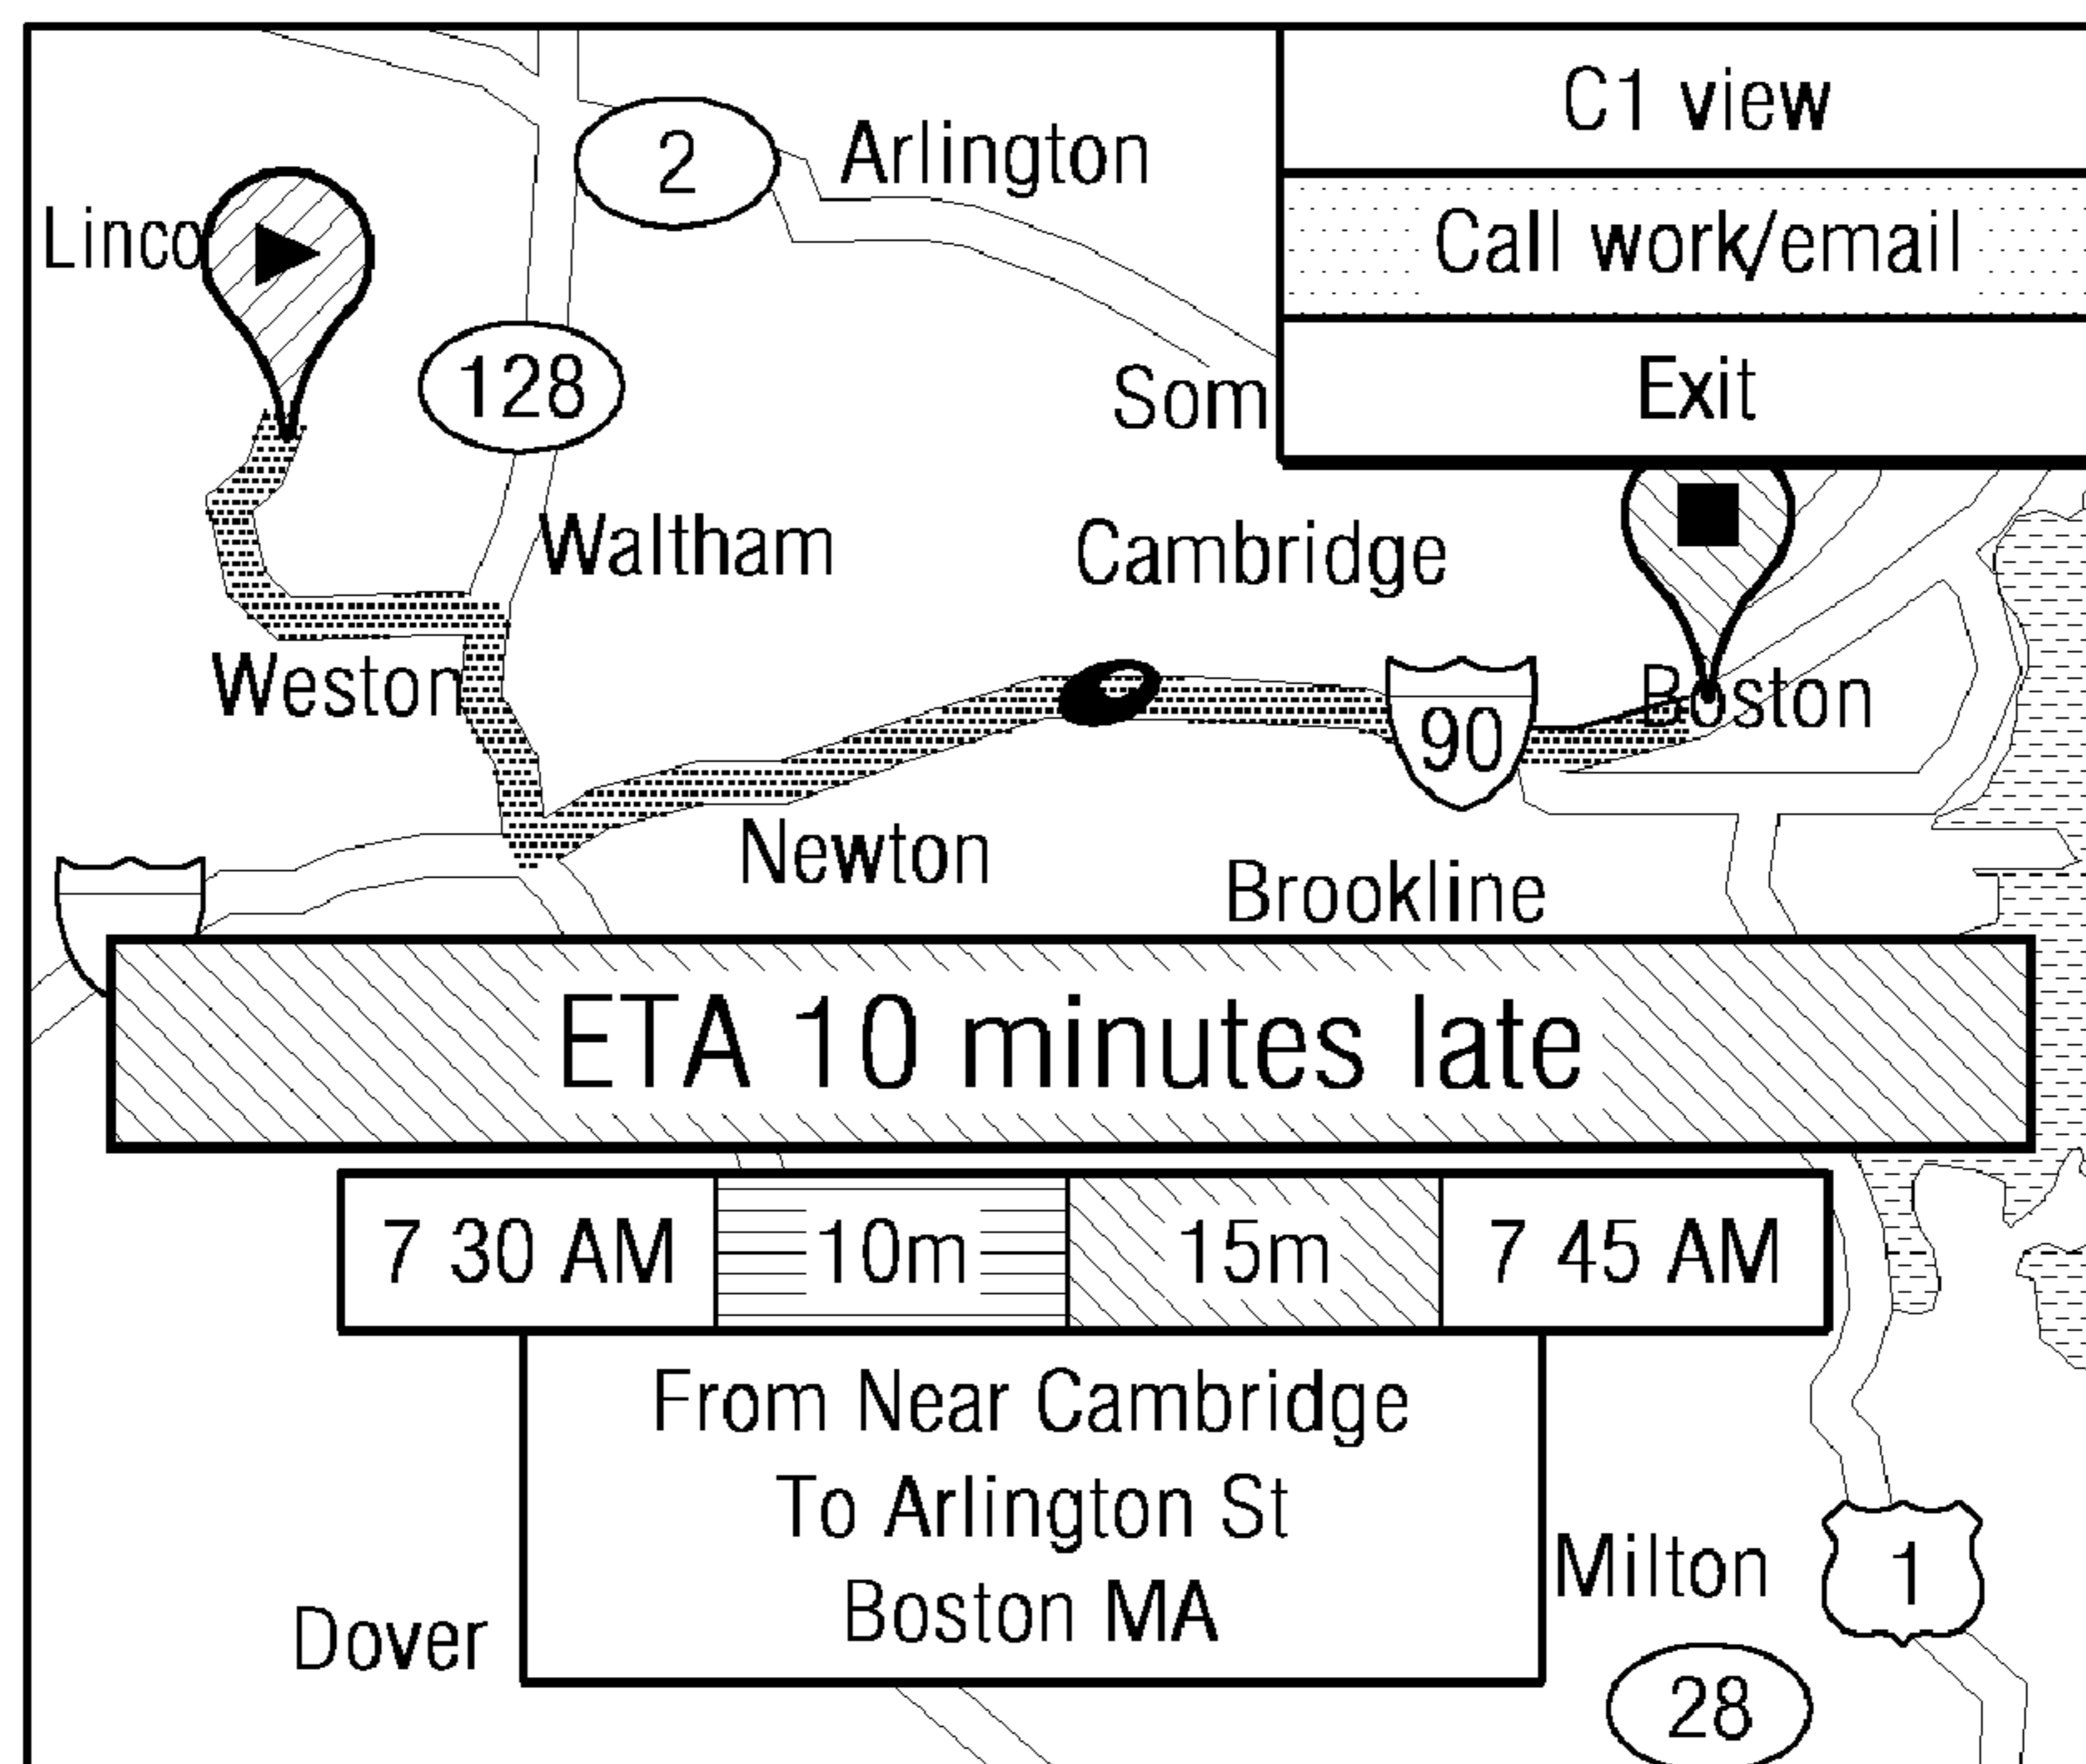 C1 view
2
Arlington
Linco
Call work/email
128
Som
Exit
Waltham
Cambridge
Weston
Boston
90
Newton
Brookline
ETA 10 minutes late
7 30 AM 10m 15m 7 45 AM
From Near Cambridge
To Arlington St
Boston MA
Milton
1
Dover
28